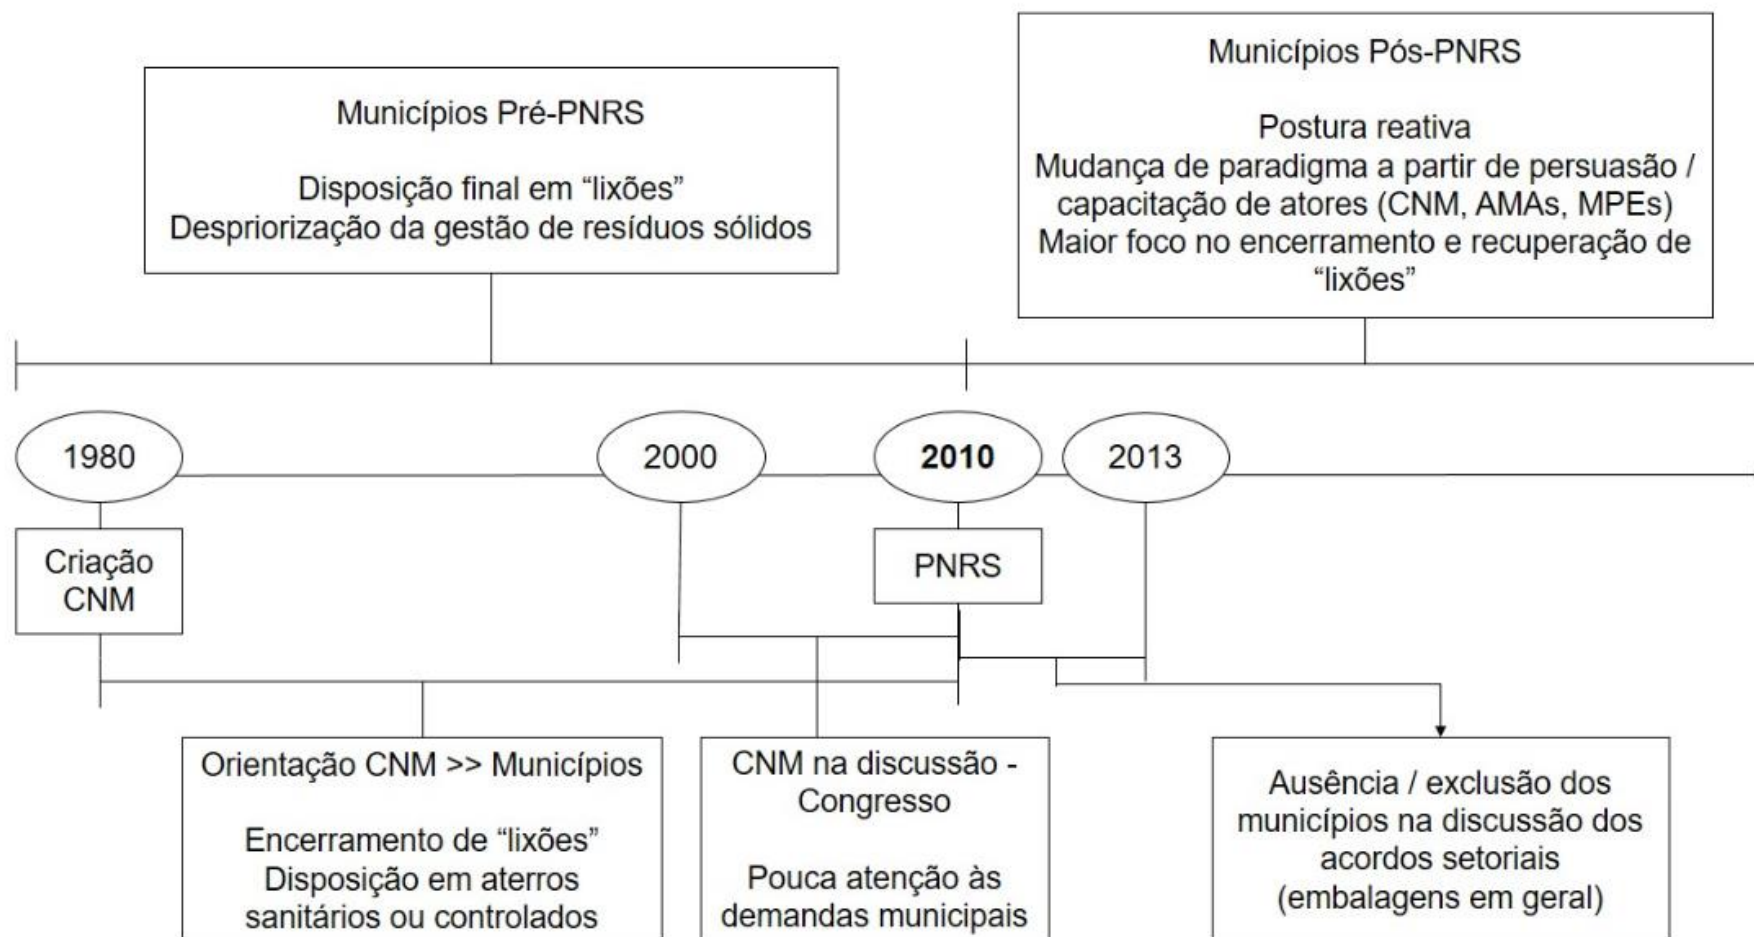 Municípios Pré-PNRS
Disposição final em “lixões”
Despriorização da gestão de resíduos sólidos
Municípios Pós-PNRS
Postura reativa
Mudança de paradigma a partir de persuasão /
capacitação de atores (CNM, AMAs, MPEs)
Maior foco no encerramento e recuperação de
“lixões”
1980
2000
2010
2013
Criação
CNM
PNRS
Orientação CNM >> Municípios
Encerramento de “lixões”
Disposição em aterros
sanitários ou controlados
CNM na discussão -
Congresso
Pouca atenção às
demandas municipais
Ausência / exclusão dos
municípios na discussão dos
acordos setoriais
(embalagens em geral)